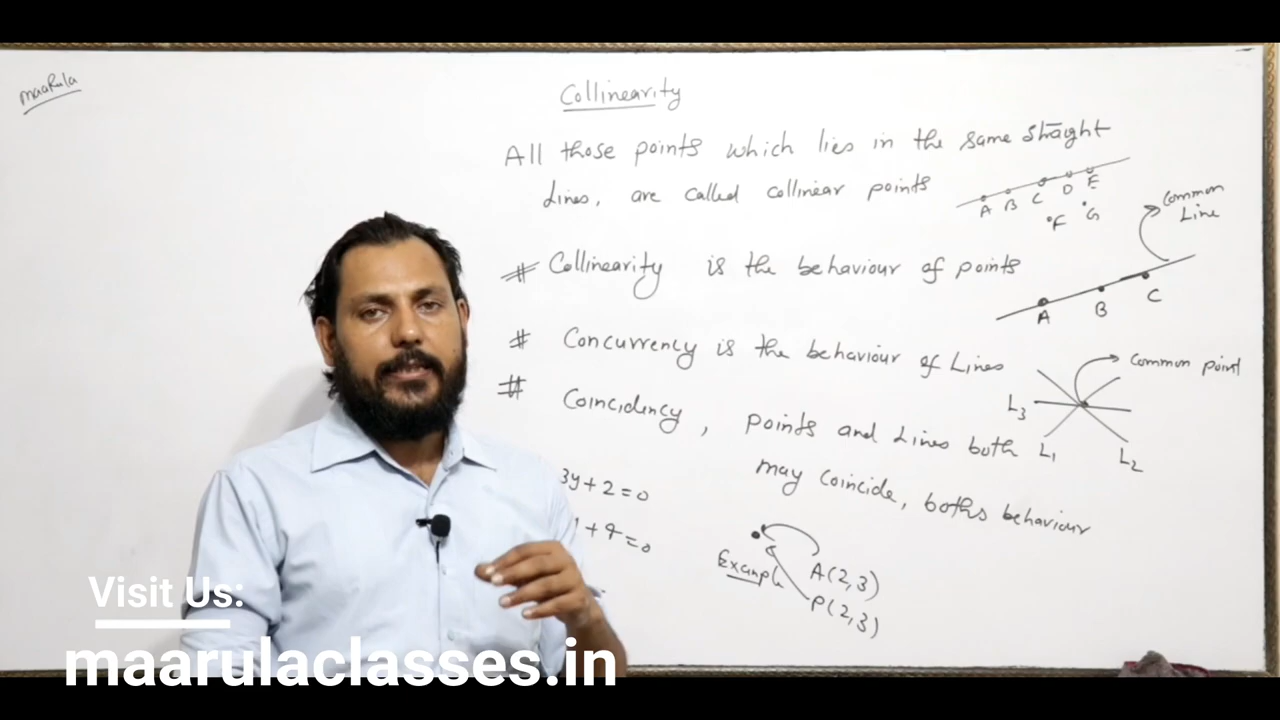 maaRula
Collinearity
All those points which lies in the same straight
Lines, are called collinear points
A B C D E
F G
Common
Line
# Collinearity is the behaviour of points
A B C
# Concurrency is the behaviour of Lines
Common point
L3
L1
L2
# Coincidency, points and Lines both
may coincide, boths behaviour
3y+2=0
+4=0
Example
A(2,3)
P(2,3)
Visit Us:
maarulaclasses.in